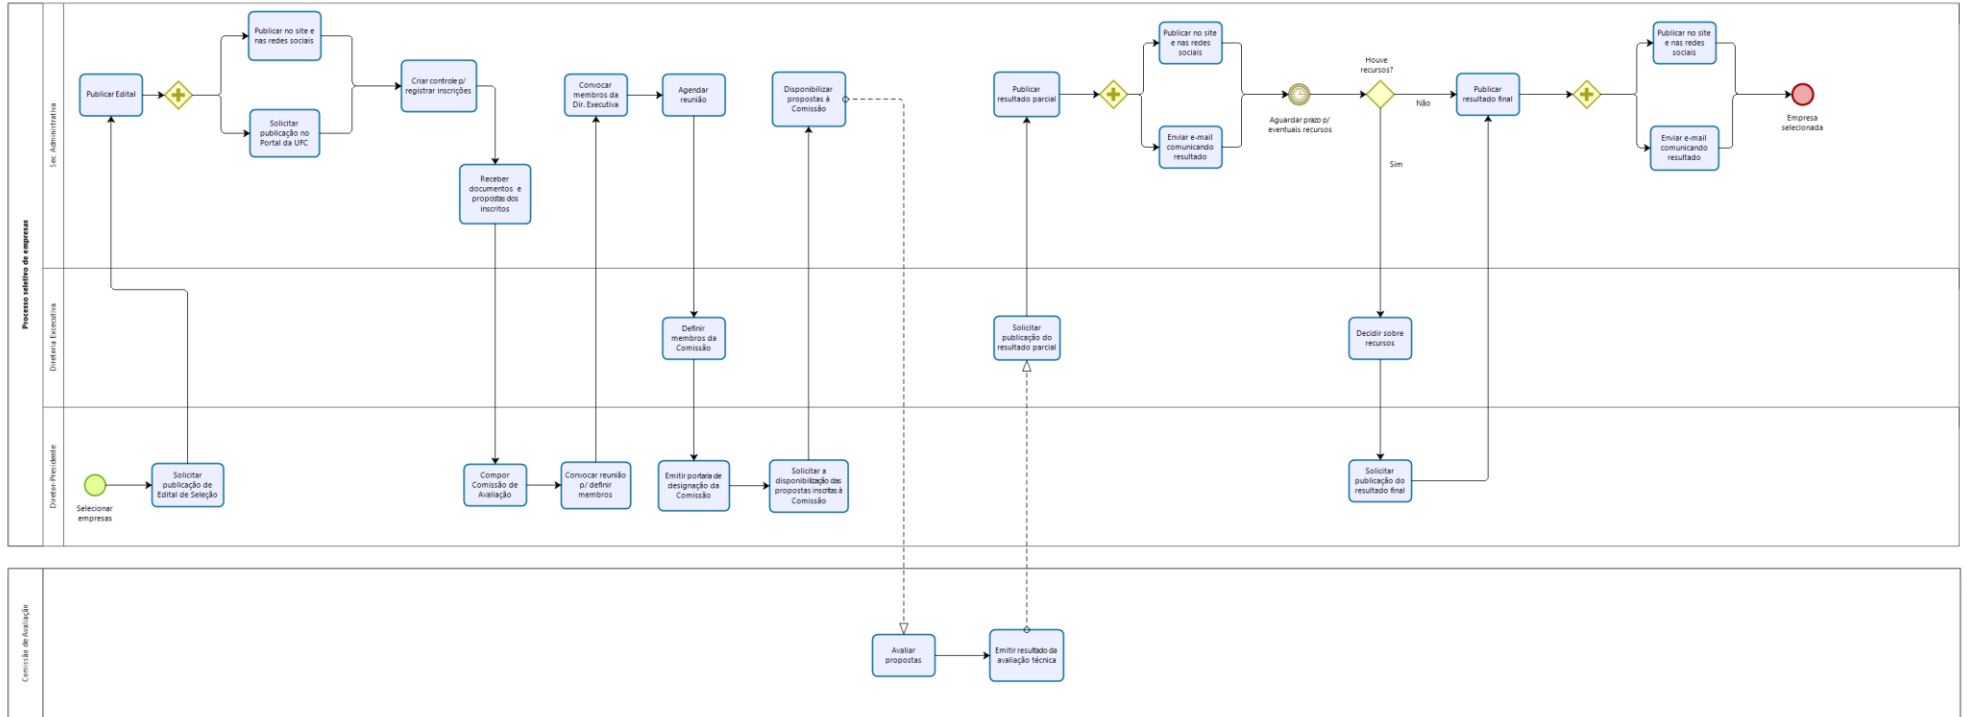 Processo seletivo de empresas
Sec. Administrativa
Publicar Edital
Publicar no site e
nas redes sociais
Solicitar
publicação no
Portal da UFC
Criar controle p/
registrar inscrições
Receber
documentos e
propostas dos
inscritos
Convocar
membros da
Dir. Executiva
Agendar
reunião
Disponibilizar
propostas à
Comissão
Publicar
resultado parcial
Publicar no site
e nas redes
sociais
Enviar e-mail
comunicando
resultado
Aguardar prazo p/
eventuais recursos
Houve
recursos?
Não
Sim
Publicar
resultado final
Publicar no site
e nas redes
sociais
Enviar e-mail
comunicando
resultado
Empresa
selecionada
Diretoria Excecutiva
Definir
membros da
Comissão
Solicitar
publicação do
resultado parcial
Decidir sobre
recursos
Diretor-Presidente
Selecionar
empresas
Solicitar
publicação de
Edital de Seleção
Compor
Comissão de
Avaliação
Convocar reunião
p/ definir
membros
Emitir portaria de
designação da
Comissão
Solicitar a
disponibilização das
propostas inscritas à
Comissão
Solicitar
publicação do
resultado final
Comissão de Avaliação
Avaliar
propostas
Emitir resultado da
avaliação técnica